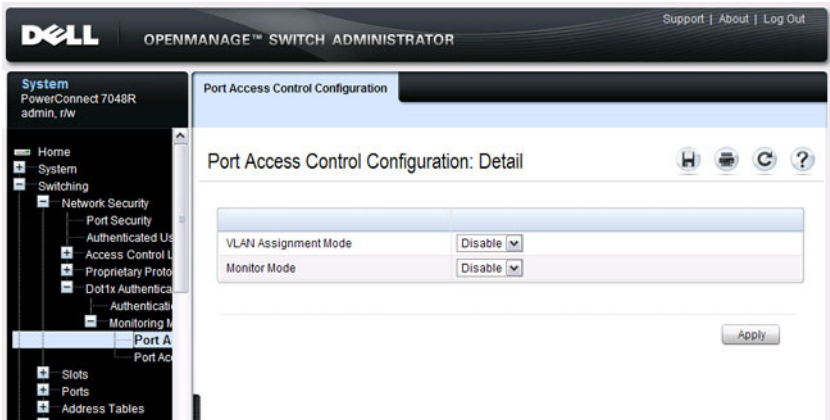 Support | About | Log Out
DELL OPENMANAGE™ SWITCH ADMINISTRATOR
System
PowerConnect 7048R
admin, r/w
Port Access Control Configuration
Home
System
Switching
Network Security
Port Security
Authenticated Us
Access Control L
Proprietary Proto
Dot1x Authentica
Authenticati
Monitoring M
Port A
Port Ac
Slots
Ports
Address Tables
Port Access Control Configuration: Detail
VLAN Assignment Mode Disable
Monitor Mode Disable
Apply